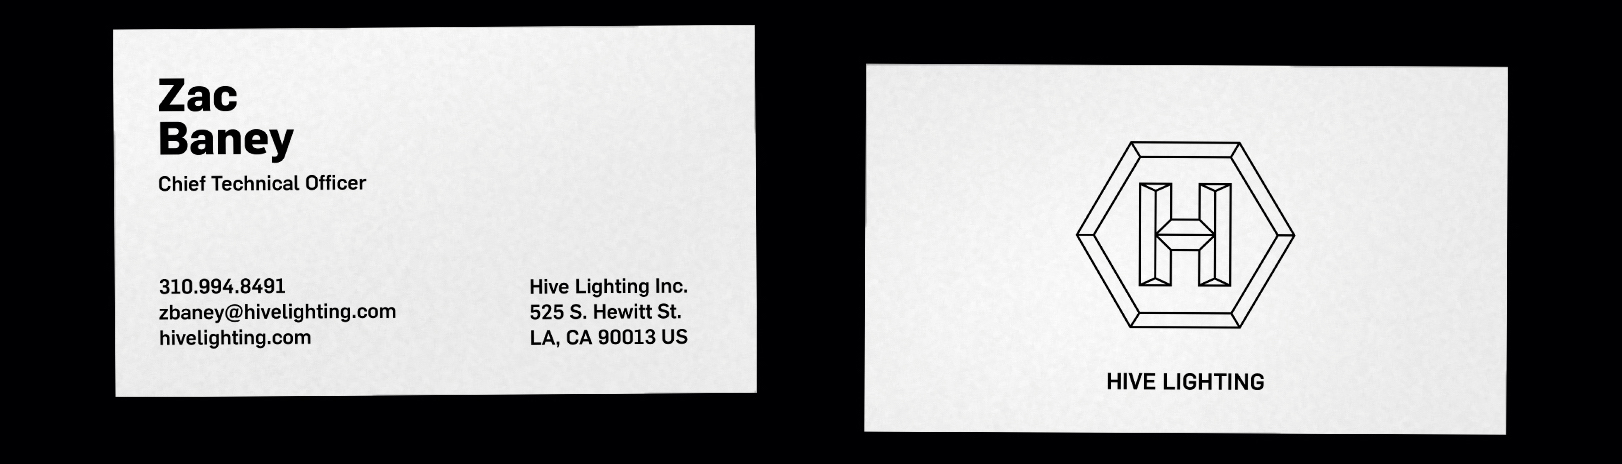 Zac
Baney
Chief Technical Officer
310.994.8491
zbaney@hivelighting.com
hivelighting.com
Hive Lighting Inc.
525 S. Hewitt St.
LA, CA 90013 US
H
HIVE LIGHTING